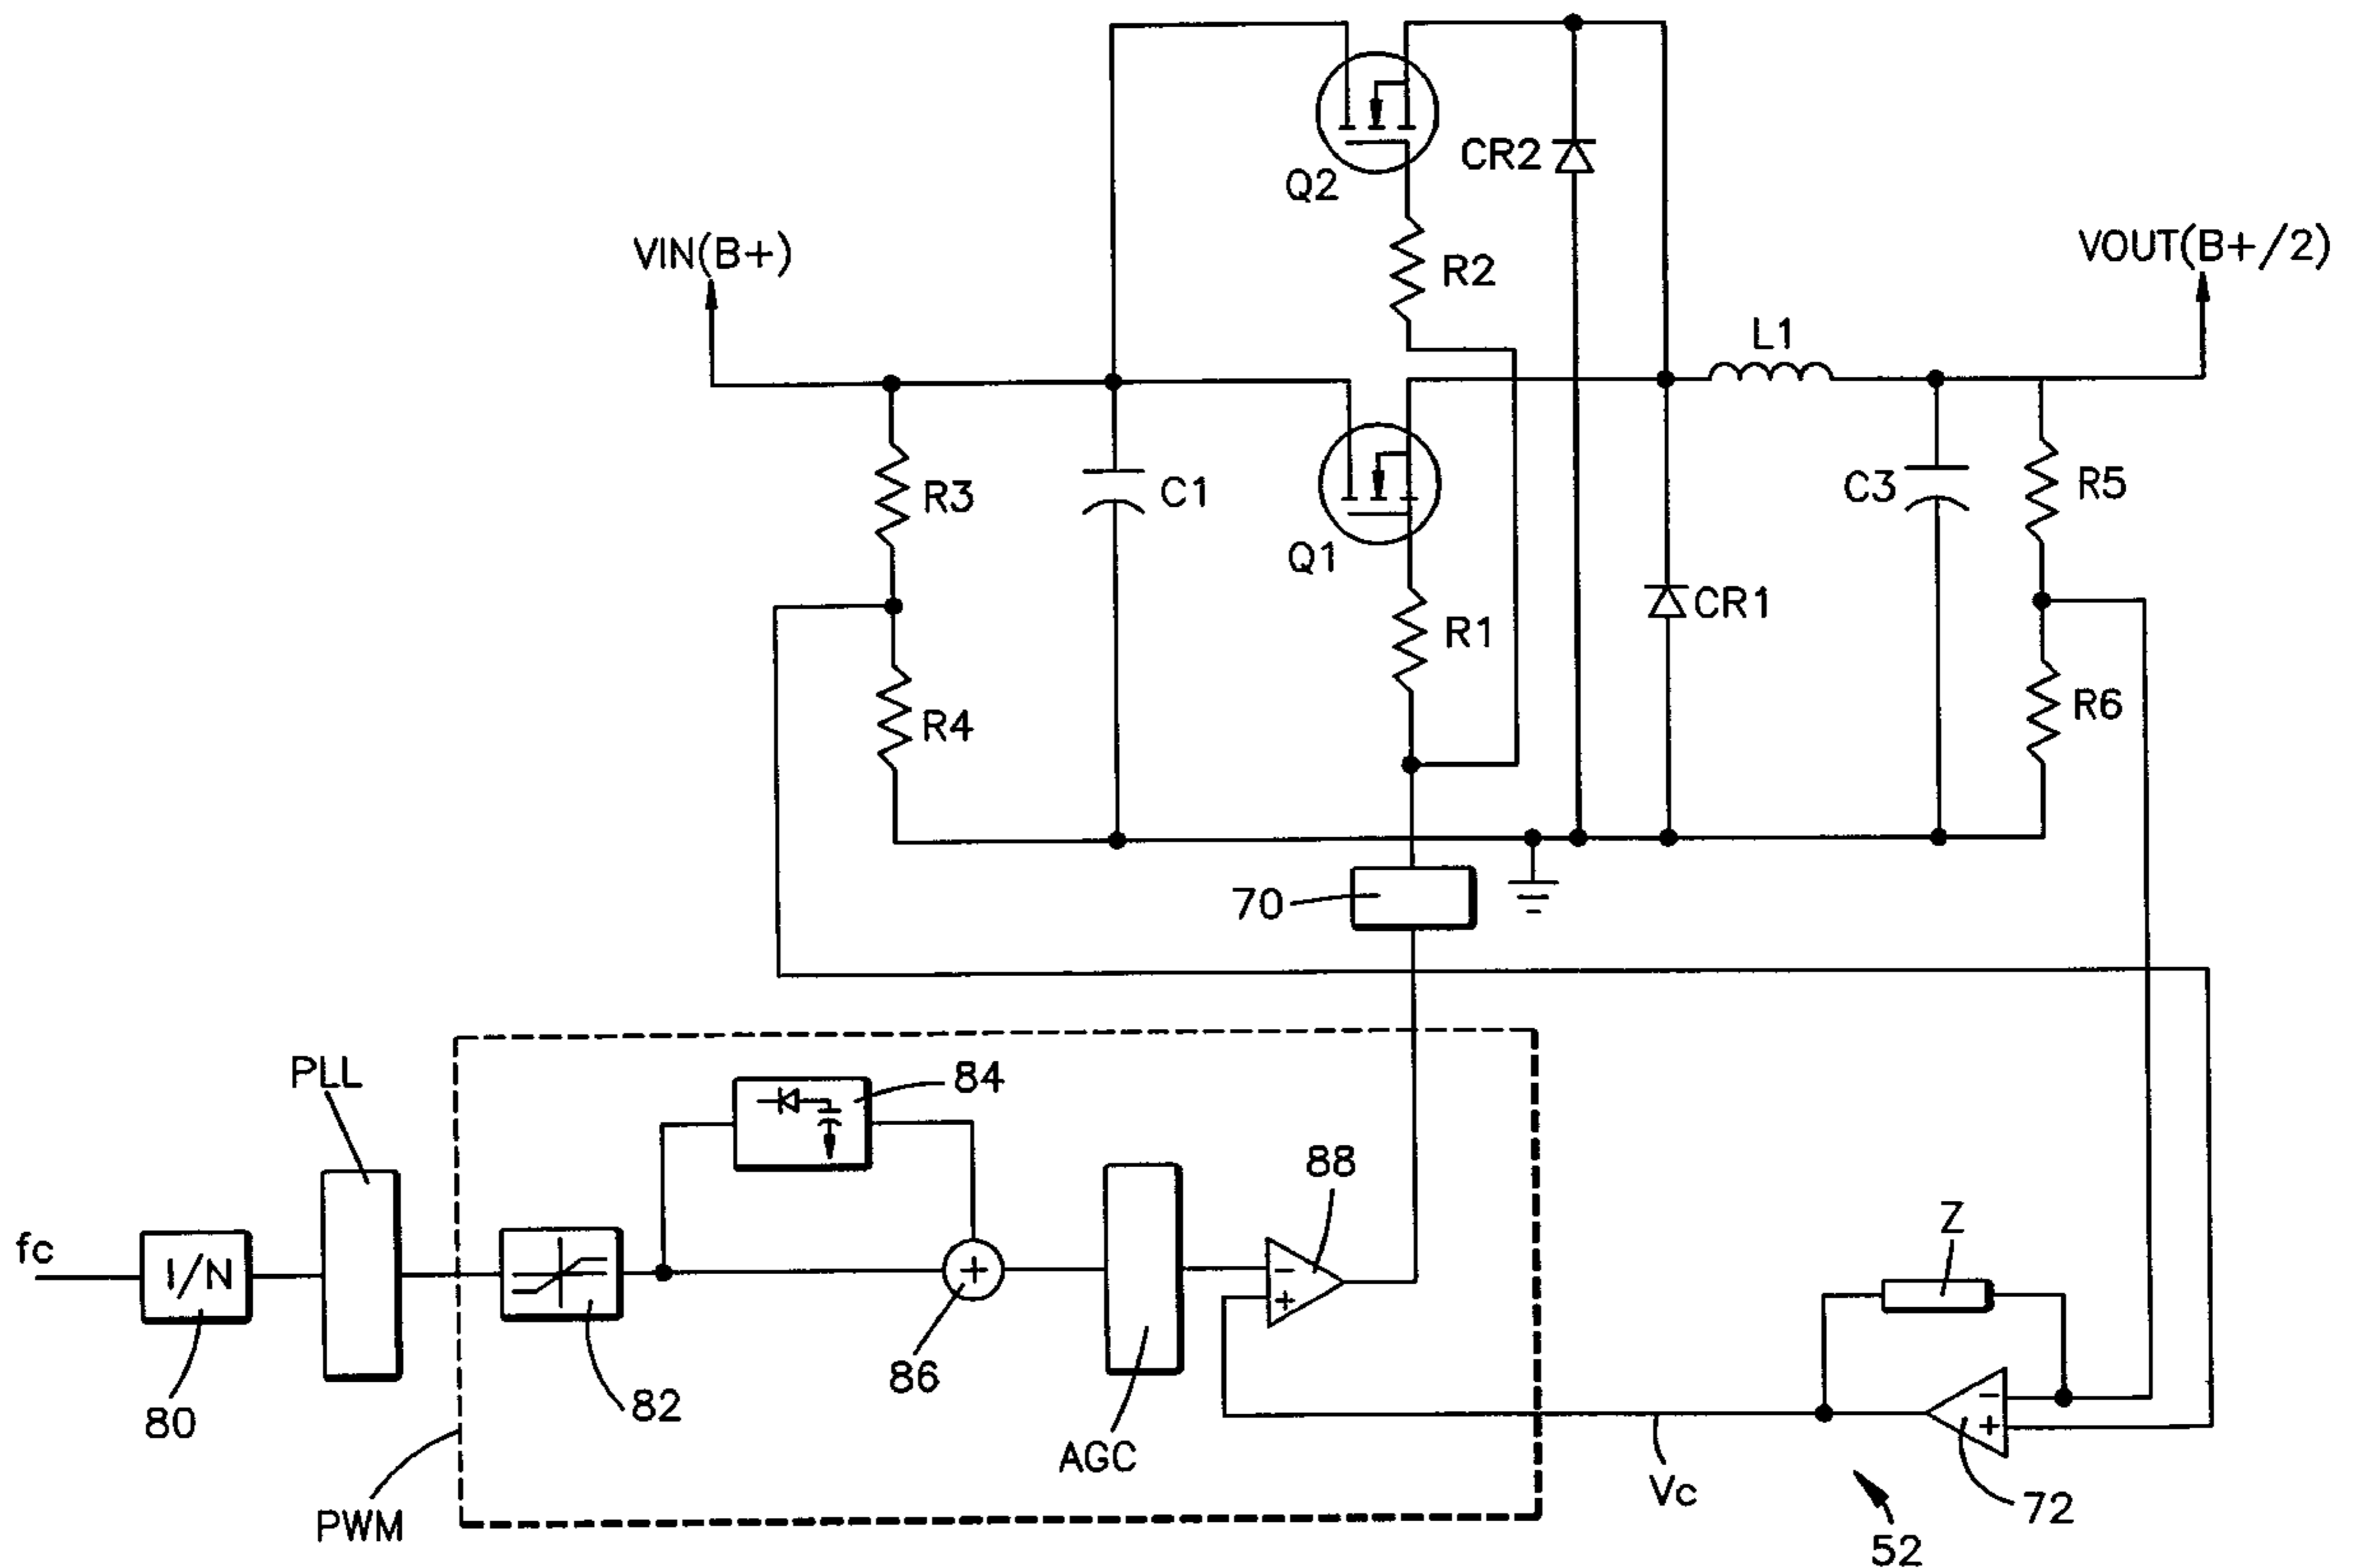 Q2
CR2
VIN(B+)
R2
VOUT(B+/2)
L1
R3
C1
Q1
C3
R5
R1
CR1
R4
R6
70
PLL
84
88
fc
1/N
Z
- 
+
+
80
82
86
AGC
-
+
PWM
Vc
72
52